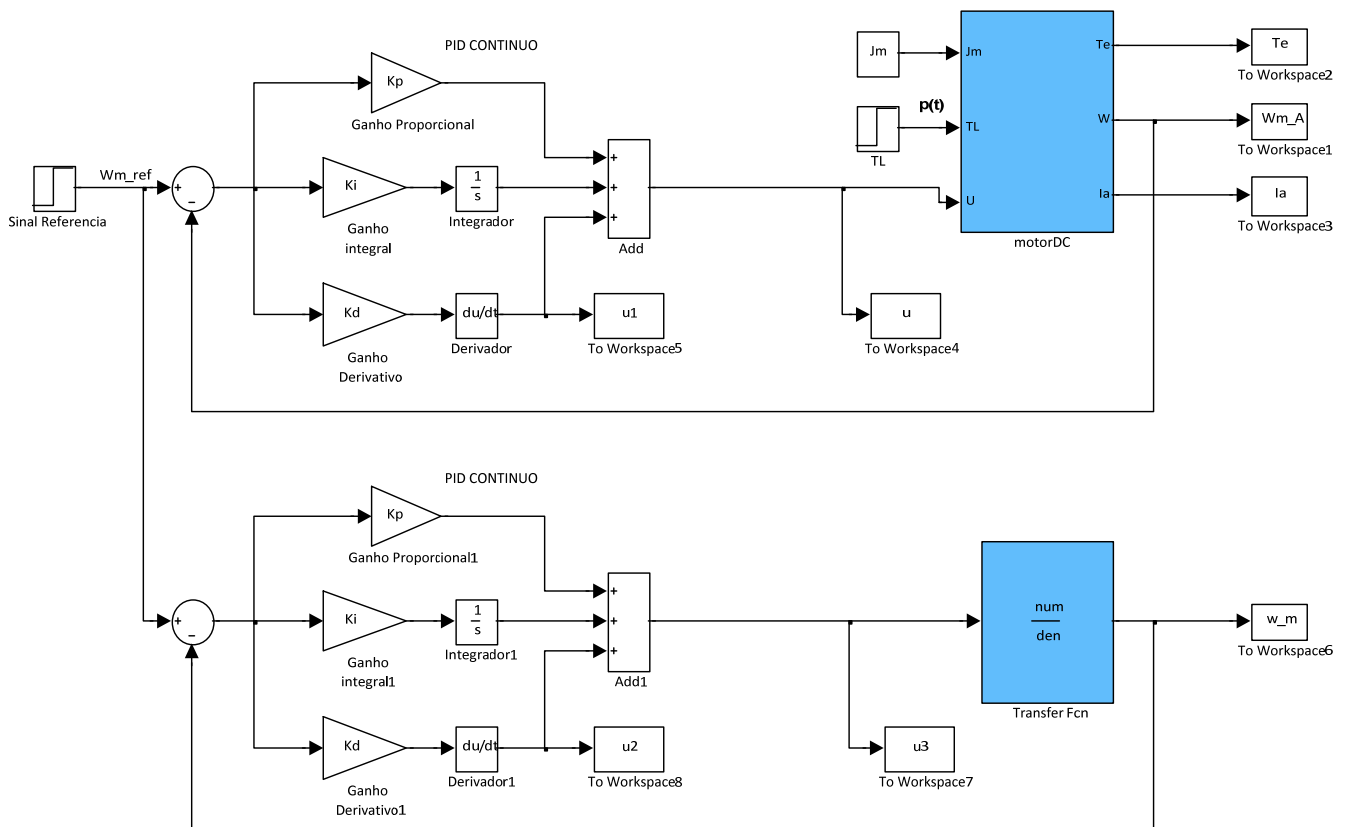 PID CONTINUO
Kp
Ganho Proporcional
Jm
p(t)
TL
Jm
TL
U
Te
W
Ia
motorDC
Te
To Workspace2
Wm_A
To Workspace1
Ia
To Workspace3
Wm_ref
Sinal Referencia
+
−
Ki
Ganho
integral
1
s
Integrador
+
+
+
Add
Kd
Ganho
Derivativo
du/dt
Derivador
u1
To Workspace5
u
To Workspace4
PID CONTINUO
Kp
Ganho Proporcional1
+
−
Ki
Ganho
integral1
1
s
Integrador1
+
+
+
Add1
num
den
Transfer Fcn
w_m
To Workspace6
Kd
Ganho
Derivativo1
du/dt
Derivador1
u2
To Workspace8
u3
To Workspace7